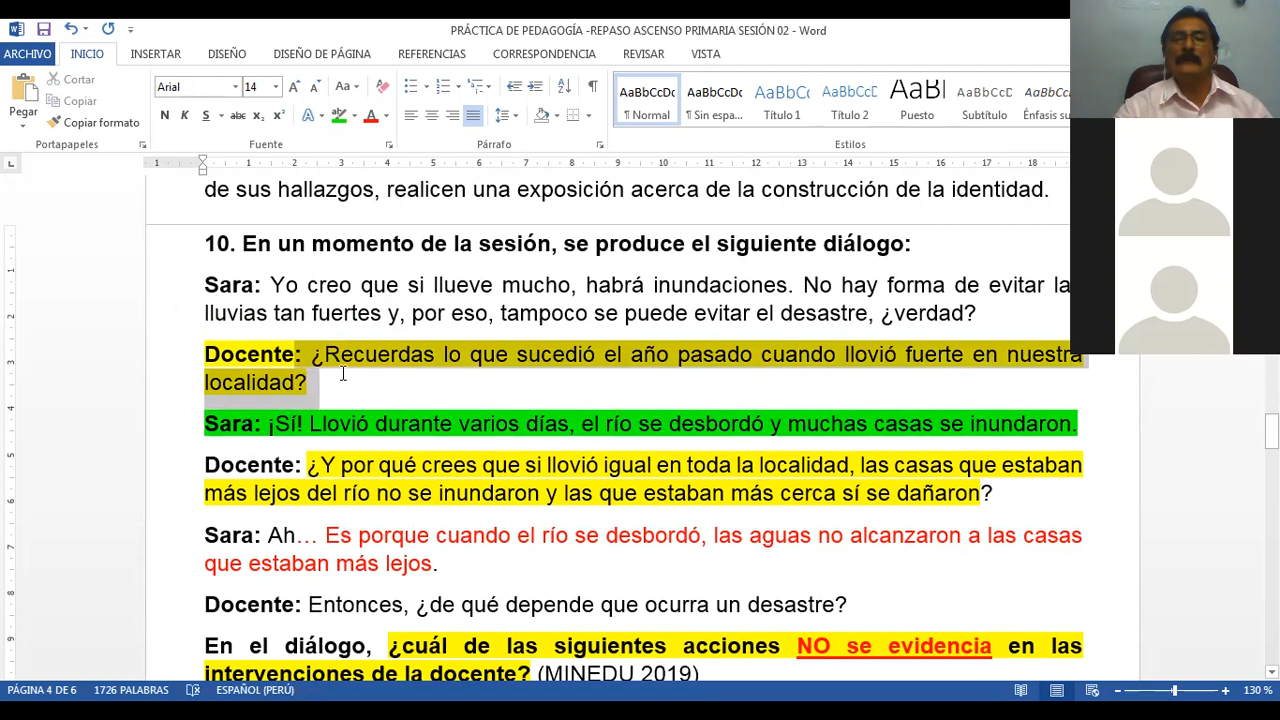 PRÁCTICA DE PEDAGOGÍA -REPASO ASCENSO PRIMARIA SESIÓN 02 - Word
ARCHIVO INICIO INSERTAR DISEÑO DISEÑO DE PÁGINA REFERENCIAS CORRESPONDENCIA REVISAR VISTA
Pegar
Cortar
Copiar
Copiar formato
Portapapeles
Arial 14
Fuente
Párrafo
AaBbCcDc AaBbCcDc AaBbCc AaBbCcD AaB AaBbCcD AaBbCcDc
¶ Normal ¶ Sin espa... Título 1 Título 2 Puesto Subtítulo Énfasis su
Estilos
de sus hallazgos, realicen una exposición acerca de la construcción de la identidad.
10. En un momento de la sesión, se produce el siguiente diálogo:
Sara: Yo creo que si llueve mucho, habrá inundaciones. No hay forma de evitar la
lluvias tan fuertes y, por eso, tampoco se puede evitar el desastre, ¿verdad?
Docente: ¿Recuerdas lo que sucedió el año pasado cuando llovió fuerte en nuestra
localidad?
Sara: ¡Sí! Llovió durante varios días, el río se desbordó y muchas casas se inundaron.
Docente: ¿Y por qué crees que si llovió igual en toda la localidad, las casas que estaban
más lejos del río no se inundaron y las que estaban más cerca sí se dañaron?
Sara: Ah… Es porque cuando el río se desbordó, las aguas no alcanzaron a las casas
que estaban más lejos.
Docente: Entonces, ¿de qué depende que ocurra un desastre?
En el diálogo, ¿cuál de las siguientes acciones NO se evidencia en las
intervenciones de la docente? (MINEDU 2019)
PÁGINA 4 DE 6 1726 PALABRAS ESPAÑOL (PERÚ) 130 %